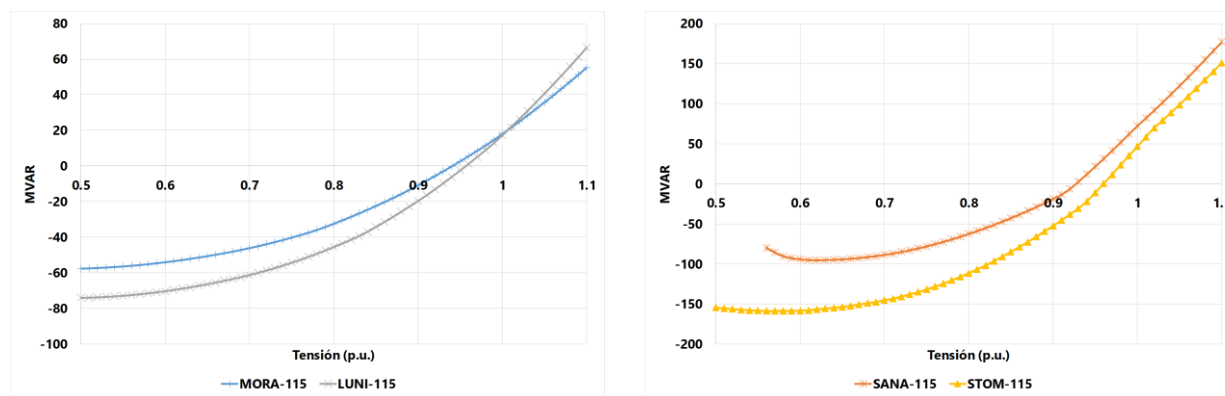 80
60
40
20
0
-20
-40
-60
-80
-100
MVAR
0.5 0.6 0.7 0.8 0.9 1 1.1
Tensión (p.u.)
MORA-115 LUNI-115
200
150
100
50
0
-50
-100
-150
-200
MVAR
0.5 0.6 0.7 0.8 0.9 1 1.
Tensión (p.u.)
SANA-115 STOM-115